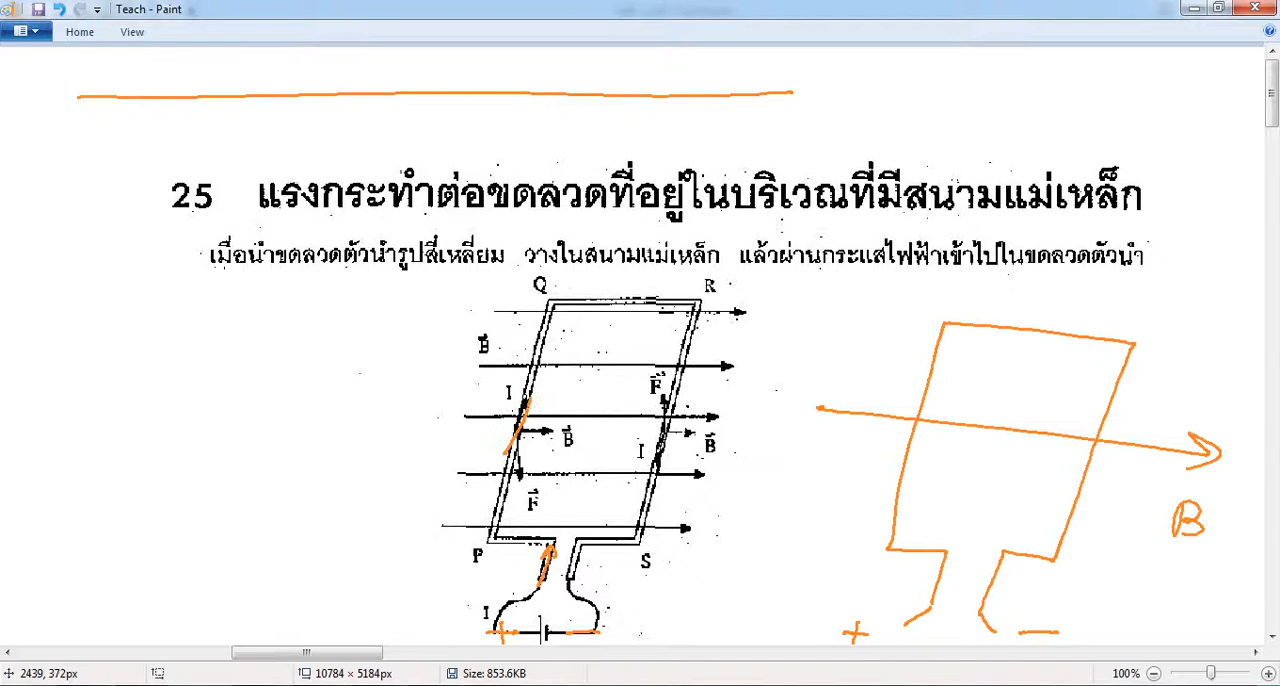 Teach - Paint
Home View
25 แรงกระทำต่อขดลวดที่อยู่ในบริเวณที่มีสนามแม่เหล็ก
เมื่อนำขดลวดตัวนำรูปสี่เหลี่ยม วางในสนามแม่เหล็ก แล้วผ่านกระแสไฟฟ้าเข้าไปในขดลวดตัวนำ
Q R
B
I F
B I B
F
B
P S
I
+ + −
2439, 372px 10784 × 5184px Size: 853.6KB 100%